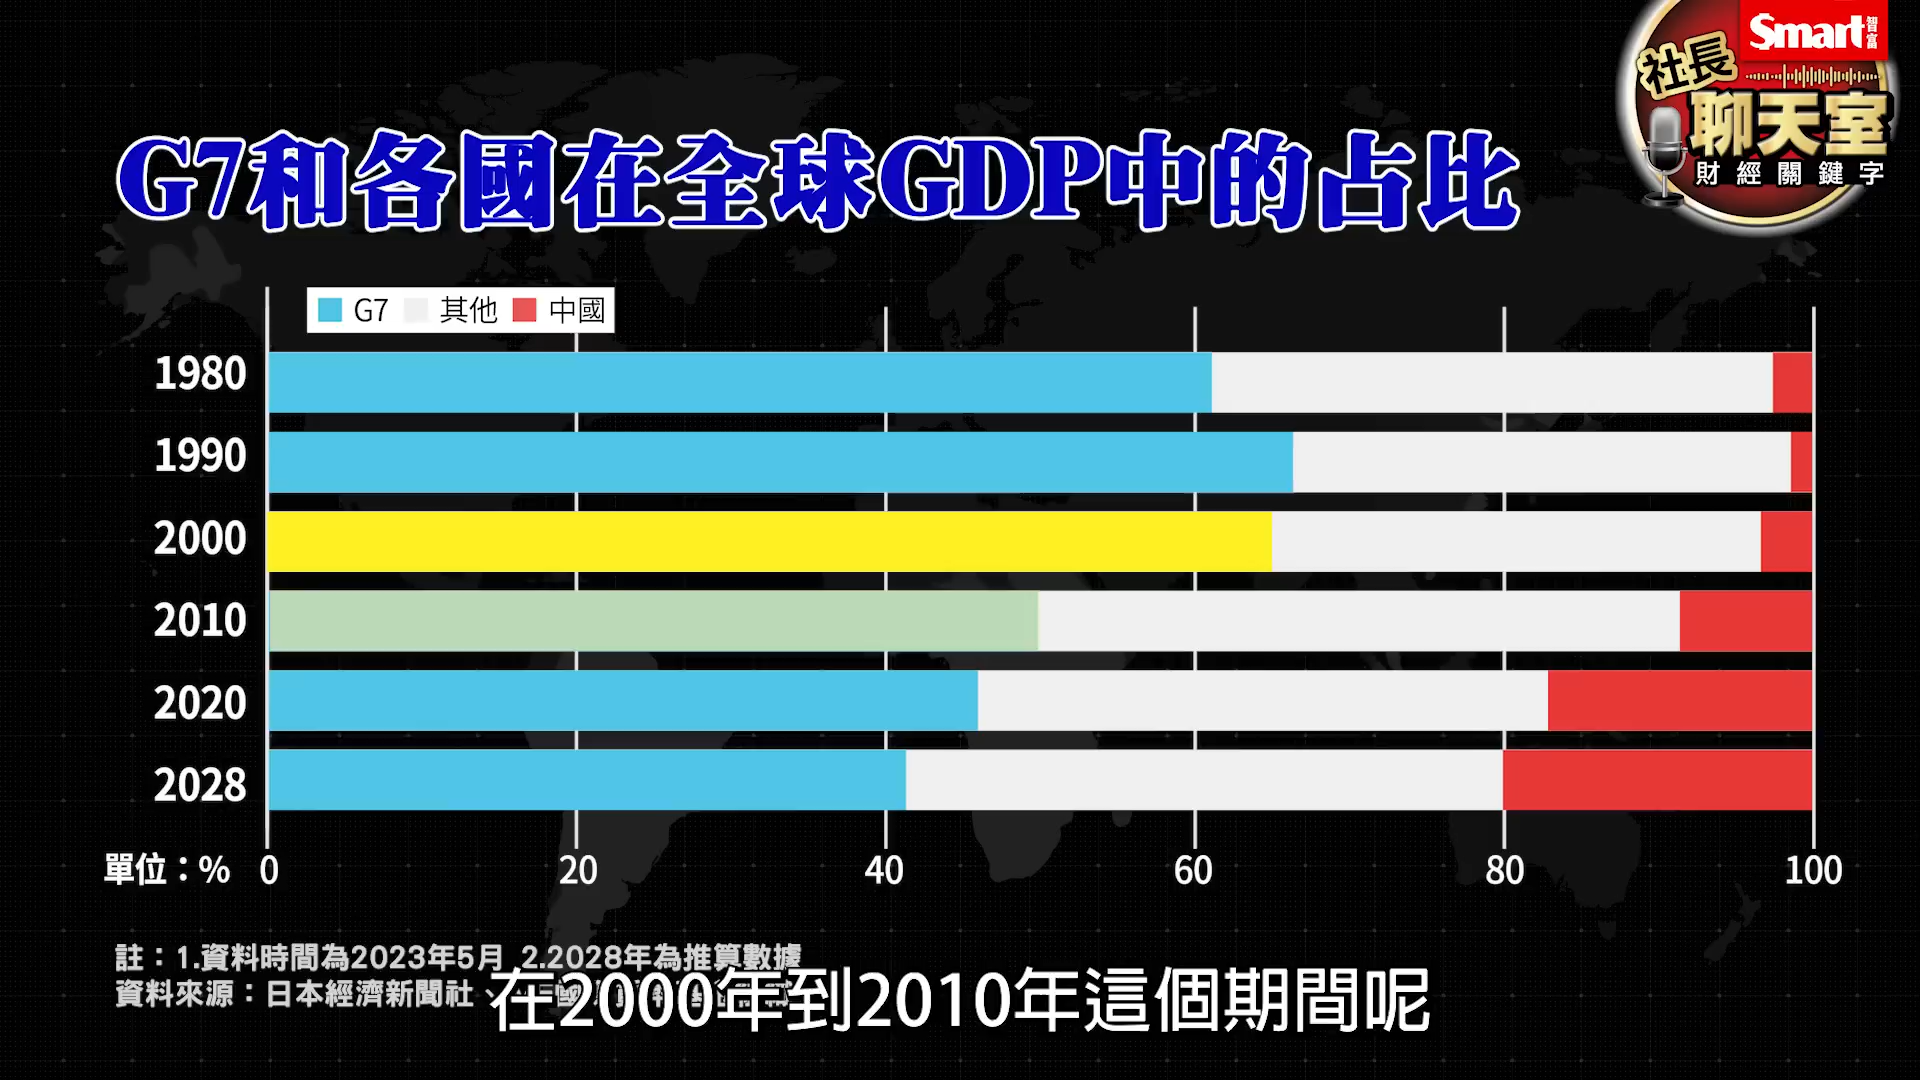 Smart智富
社長
聊天室
財經關鍵字
G7和各國在全球GDP中的占比
G7 其他 中國
1980
1990
2000
2010
2020
2028
單位：% 0 20 40 60 80 100
註：1.資料時間為2023年5月 2.2028年為推算數據
資料來源：日本經濟新聞社、
在2000年到2010年這個期間呢